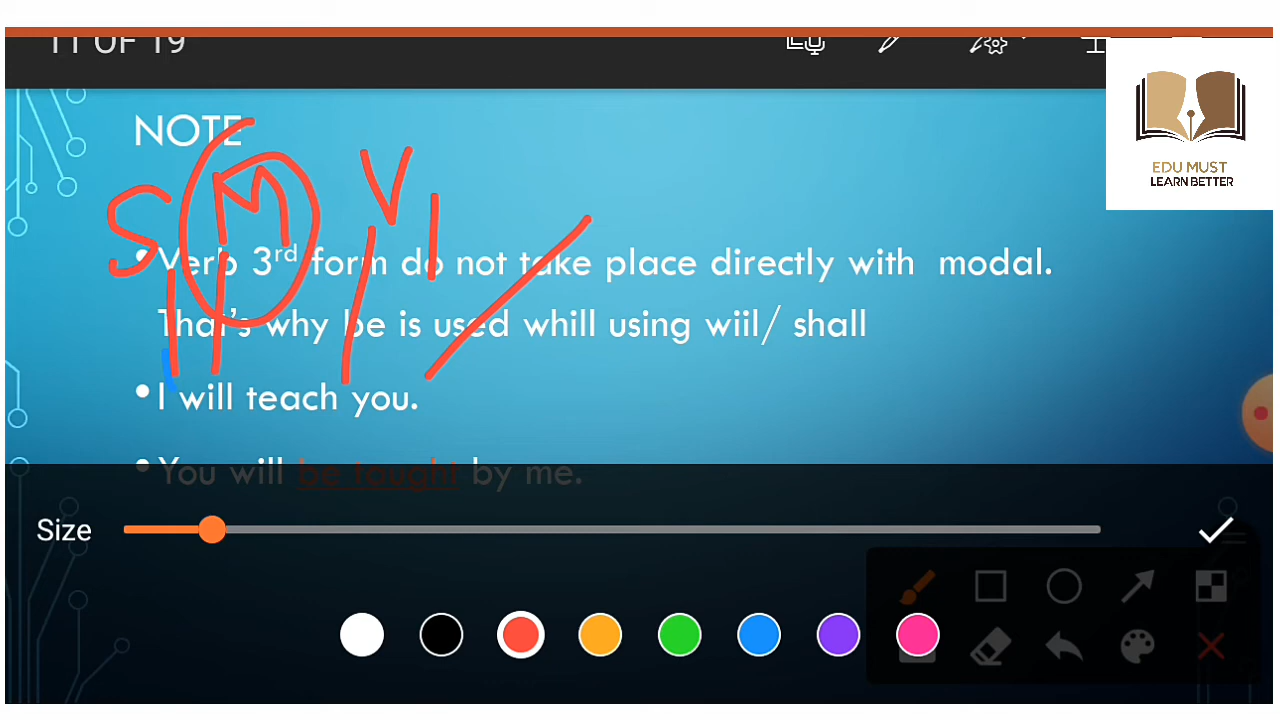 11 OF 19
EDU MUST
LEARN BETTER
NOTE
S M V1
• Verb 3rd form do not take place directly with modal.
That's why be is used whill using wiil/ shall
• I will teach you.
• You will be tought by me.
Size